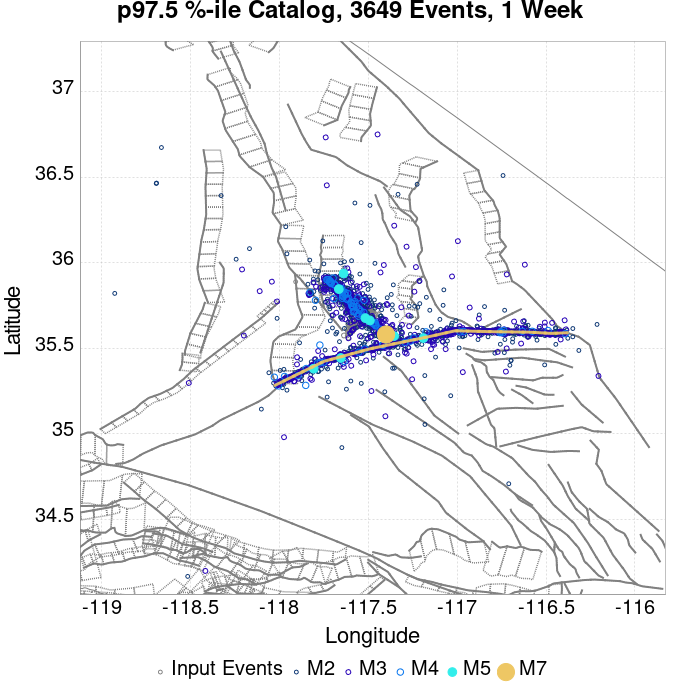 p97.5 %-ile Catalog, 3649 Events, 1 Week
37
36.5
36
35.5
35
34.5
Latitude
-119 -118.5 -118 -117.5 -117 -116.5 -116
Longitude
Input Events M2 M3 M4 M5 M7